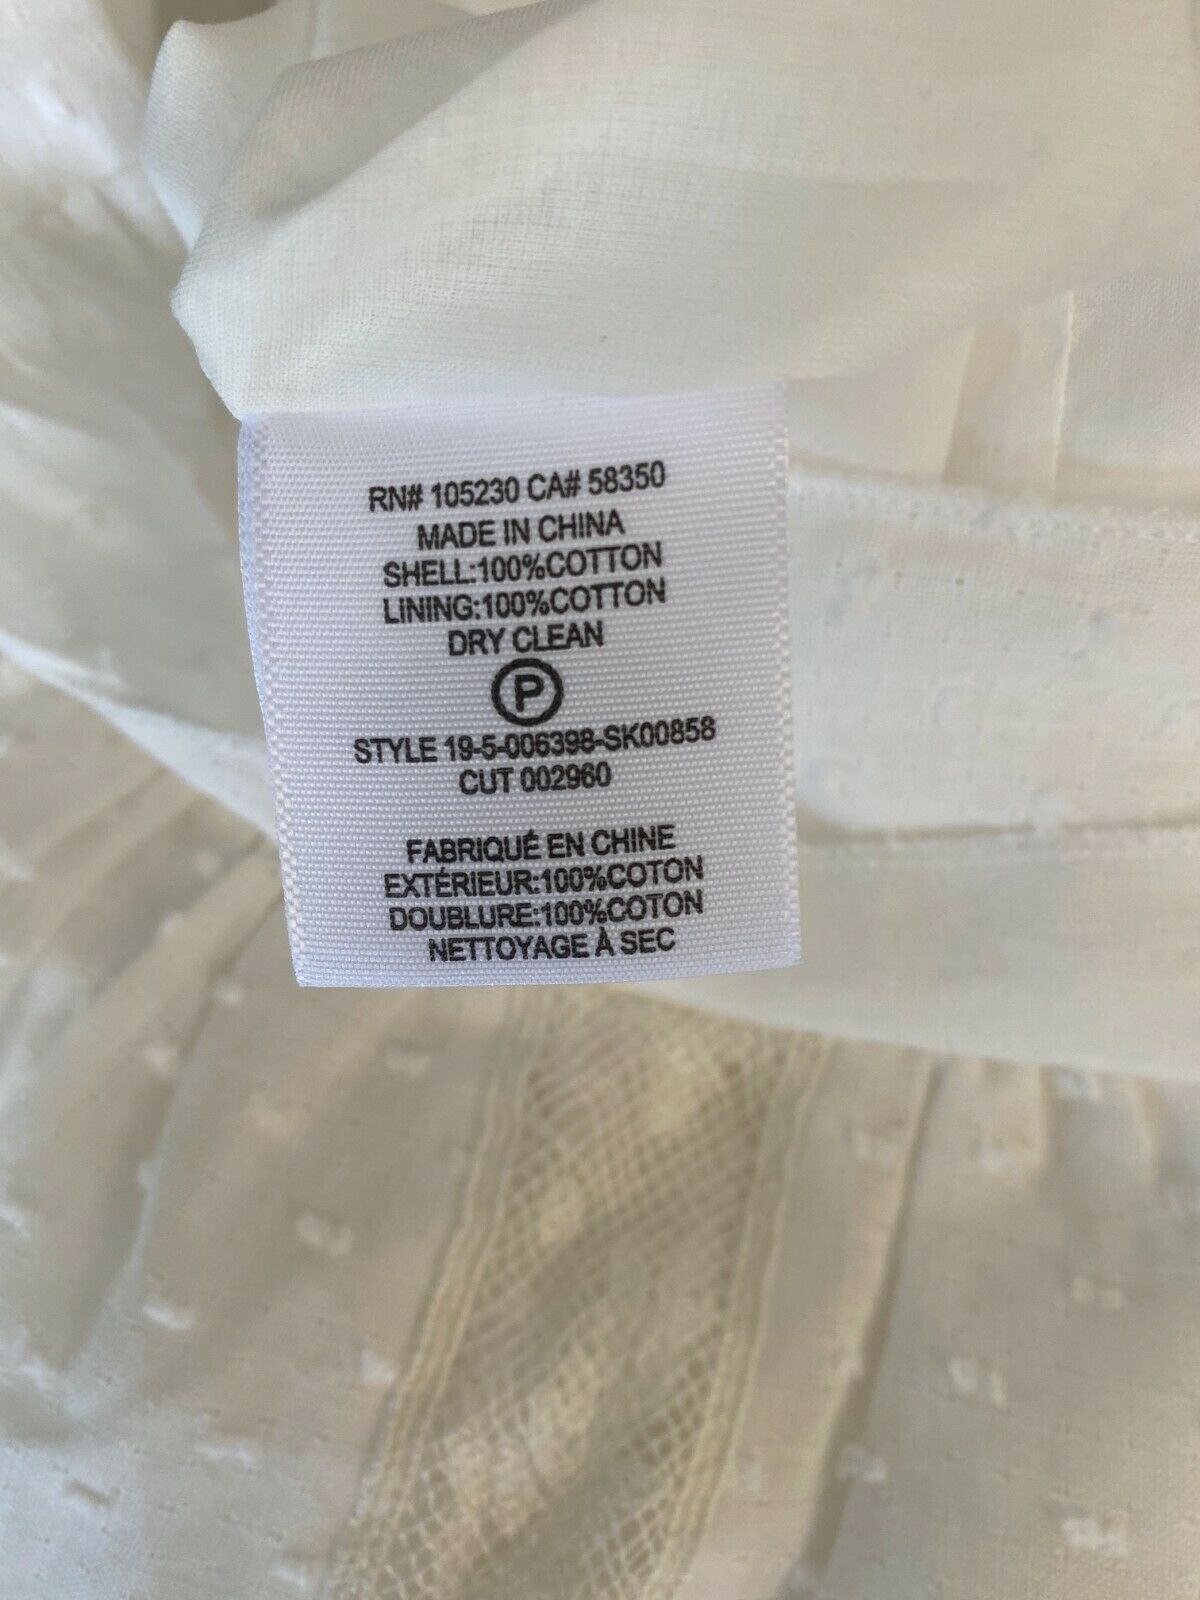 RN# 105230 CA# 58350
MADE IN CHINA
SHELL:100%COTTON
LINING:100%COTTON
DRY CLEAN
P
STYLE 19-5-006398-SK00858
CUT 002960
FABRIQUÉ EN CHINE
EXTÉRIEUR:100%COTON
DOUBLURE:100%COTON
NETTOYAGE À SEC